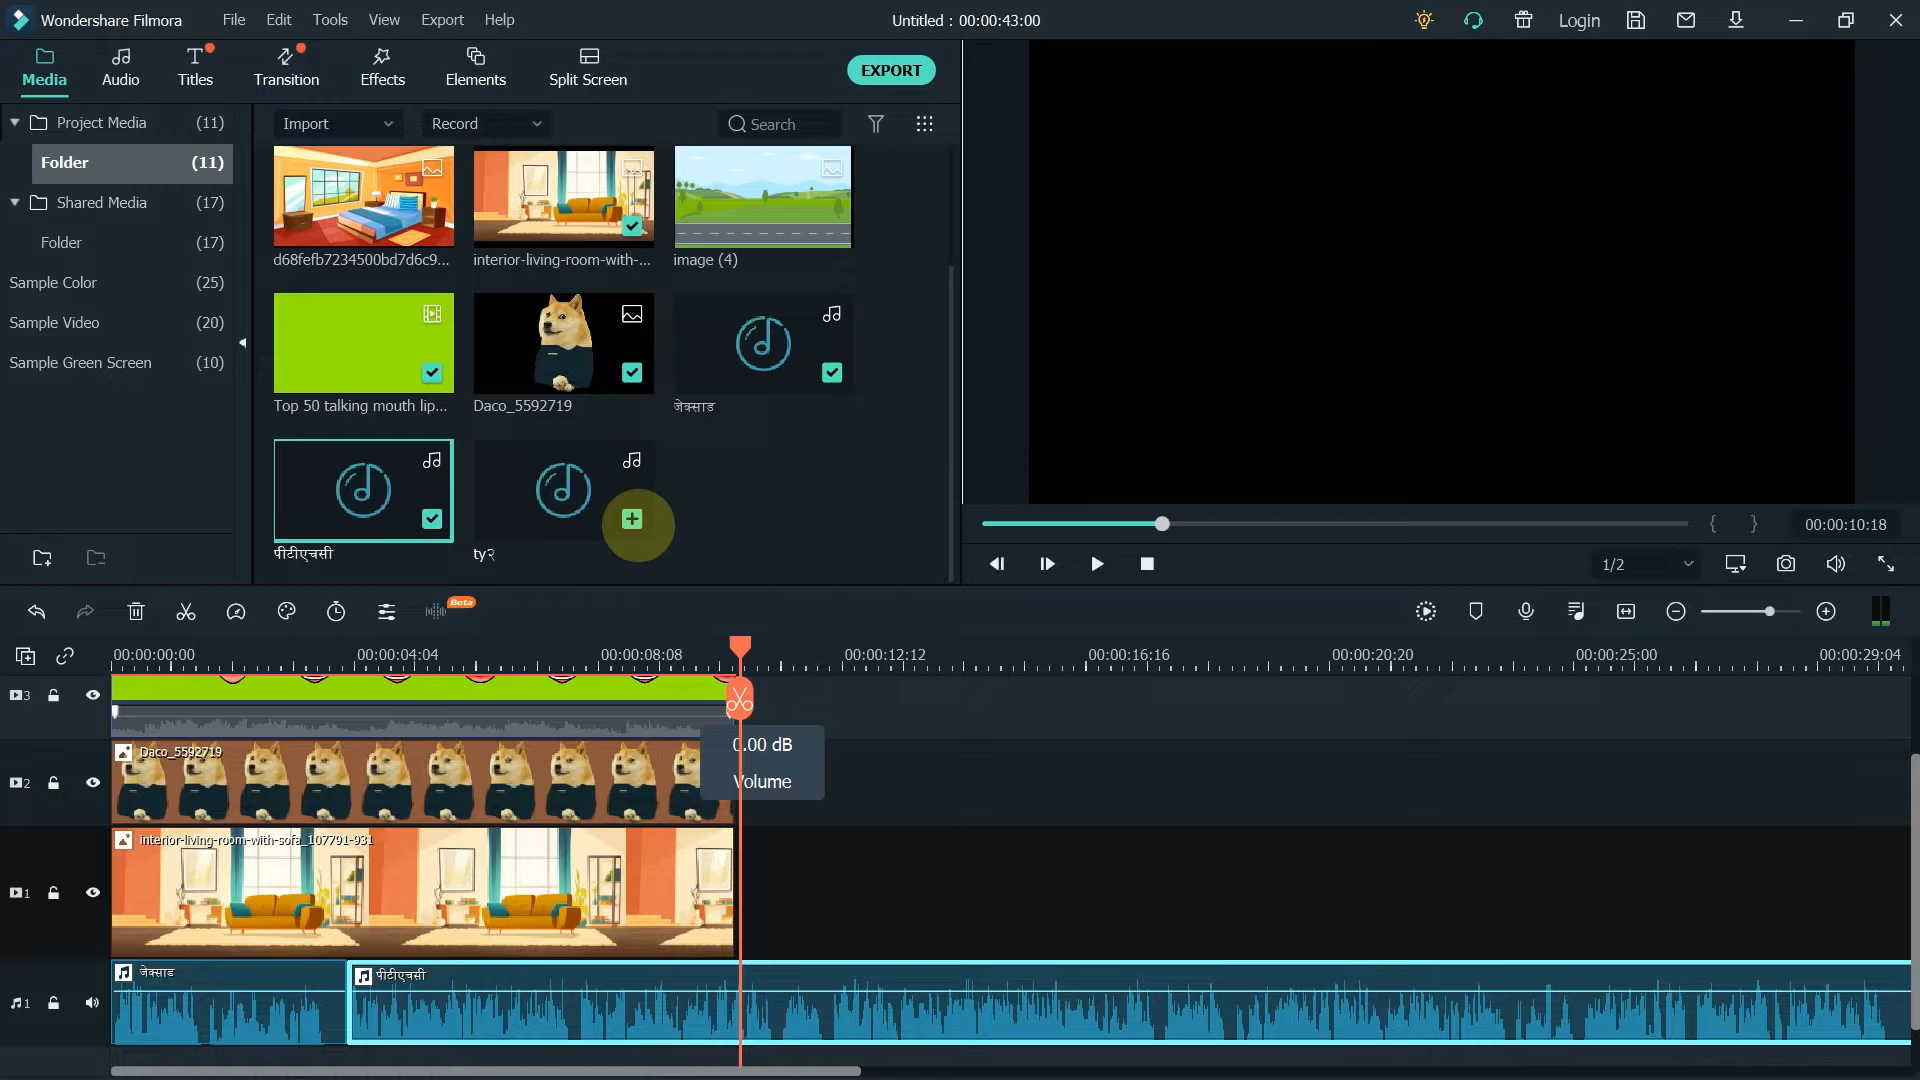 Wondershare Filmora File Edit Tools View Export Help Untitled : 00:00:43:00 Login
Media Audio Titles Transition Effects Elements Split Screen EXPORT
Project Media (11)
Folder (11)
Shared Media (17)
Folder (17)
Sample Color (25)
Sample Video (20)
Sample Green Screen (10)
Import Record Search
d68fefb7234500bd7d6c9... interior-living-room-with-... image (4)
Top 50 talking mouth lip... Daco_5592719 जेक्साड
पीटीएचसी ty२
00:00:10:18
1/2
Beta
00:00:00:00 00:00:04:04 00:00:08:08 00:00:12:12 00:00:16:16 00:00:20:20 00:00:25:00 00:00:29:04
3
0.00 dB
Volume
Daco_5592719
2
interior-living-room-with-sofa_107791-931
1
जेक्साड
पीटीएचसी
1